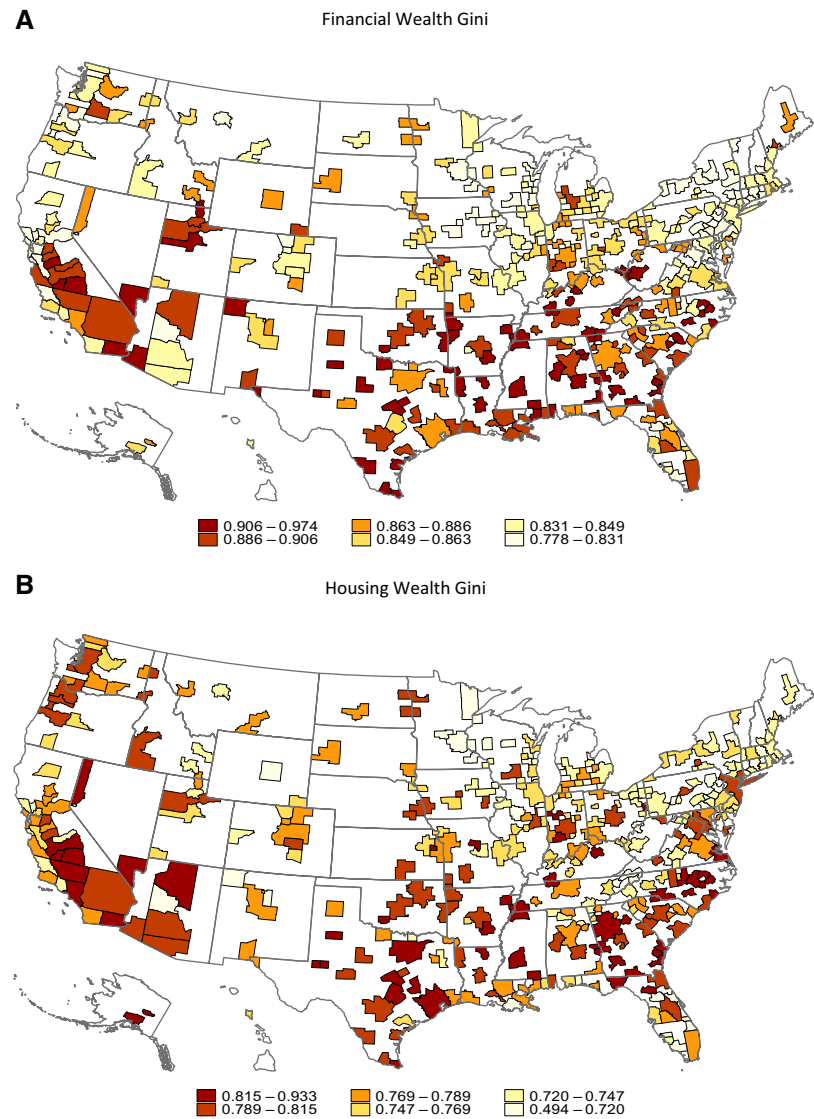 A
Financial Wealth Gini
0.906 – 0.974 0.863 – 0.886 0.831 – 0.849
0.886 – 0.906 0.849 – 0.863 0.778 – 0.831
B
Housing Wealth Gini
0.815 – 0.933 0.769 – 0.789 0.720 – 0.747
0.789 – 0.815 0.747 – 0.769 0.494 – 0.720